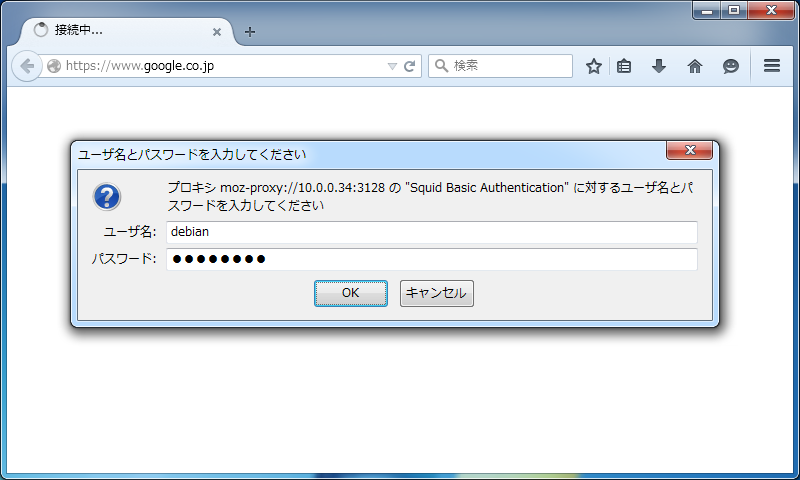 接続中...
https://www.google.co.jp
検索
ユーザ名とパスワードを入力してください
プロキシ moz-proxy://10.0.0.34:3128 の "Squid Basic Authentication" に対するユーザ名とパ
スワードを入力してください
ユーザ名:
debian
パスワード:
●●●●●●●●
OK
キャンセル